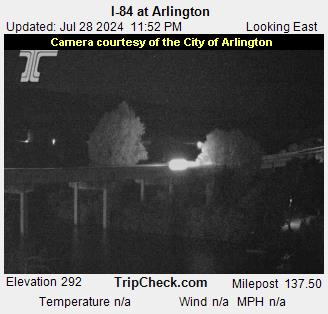 I-84 at Arlington
Updated: Jul 28 2024 11:52 PM Looking East
Camera courtesy of the City of Arlington
Elevation 292 TripCheck.com Milepost 137.50
Temperature n/a Wind n/a MPH n/a